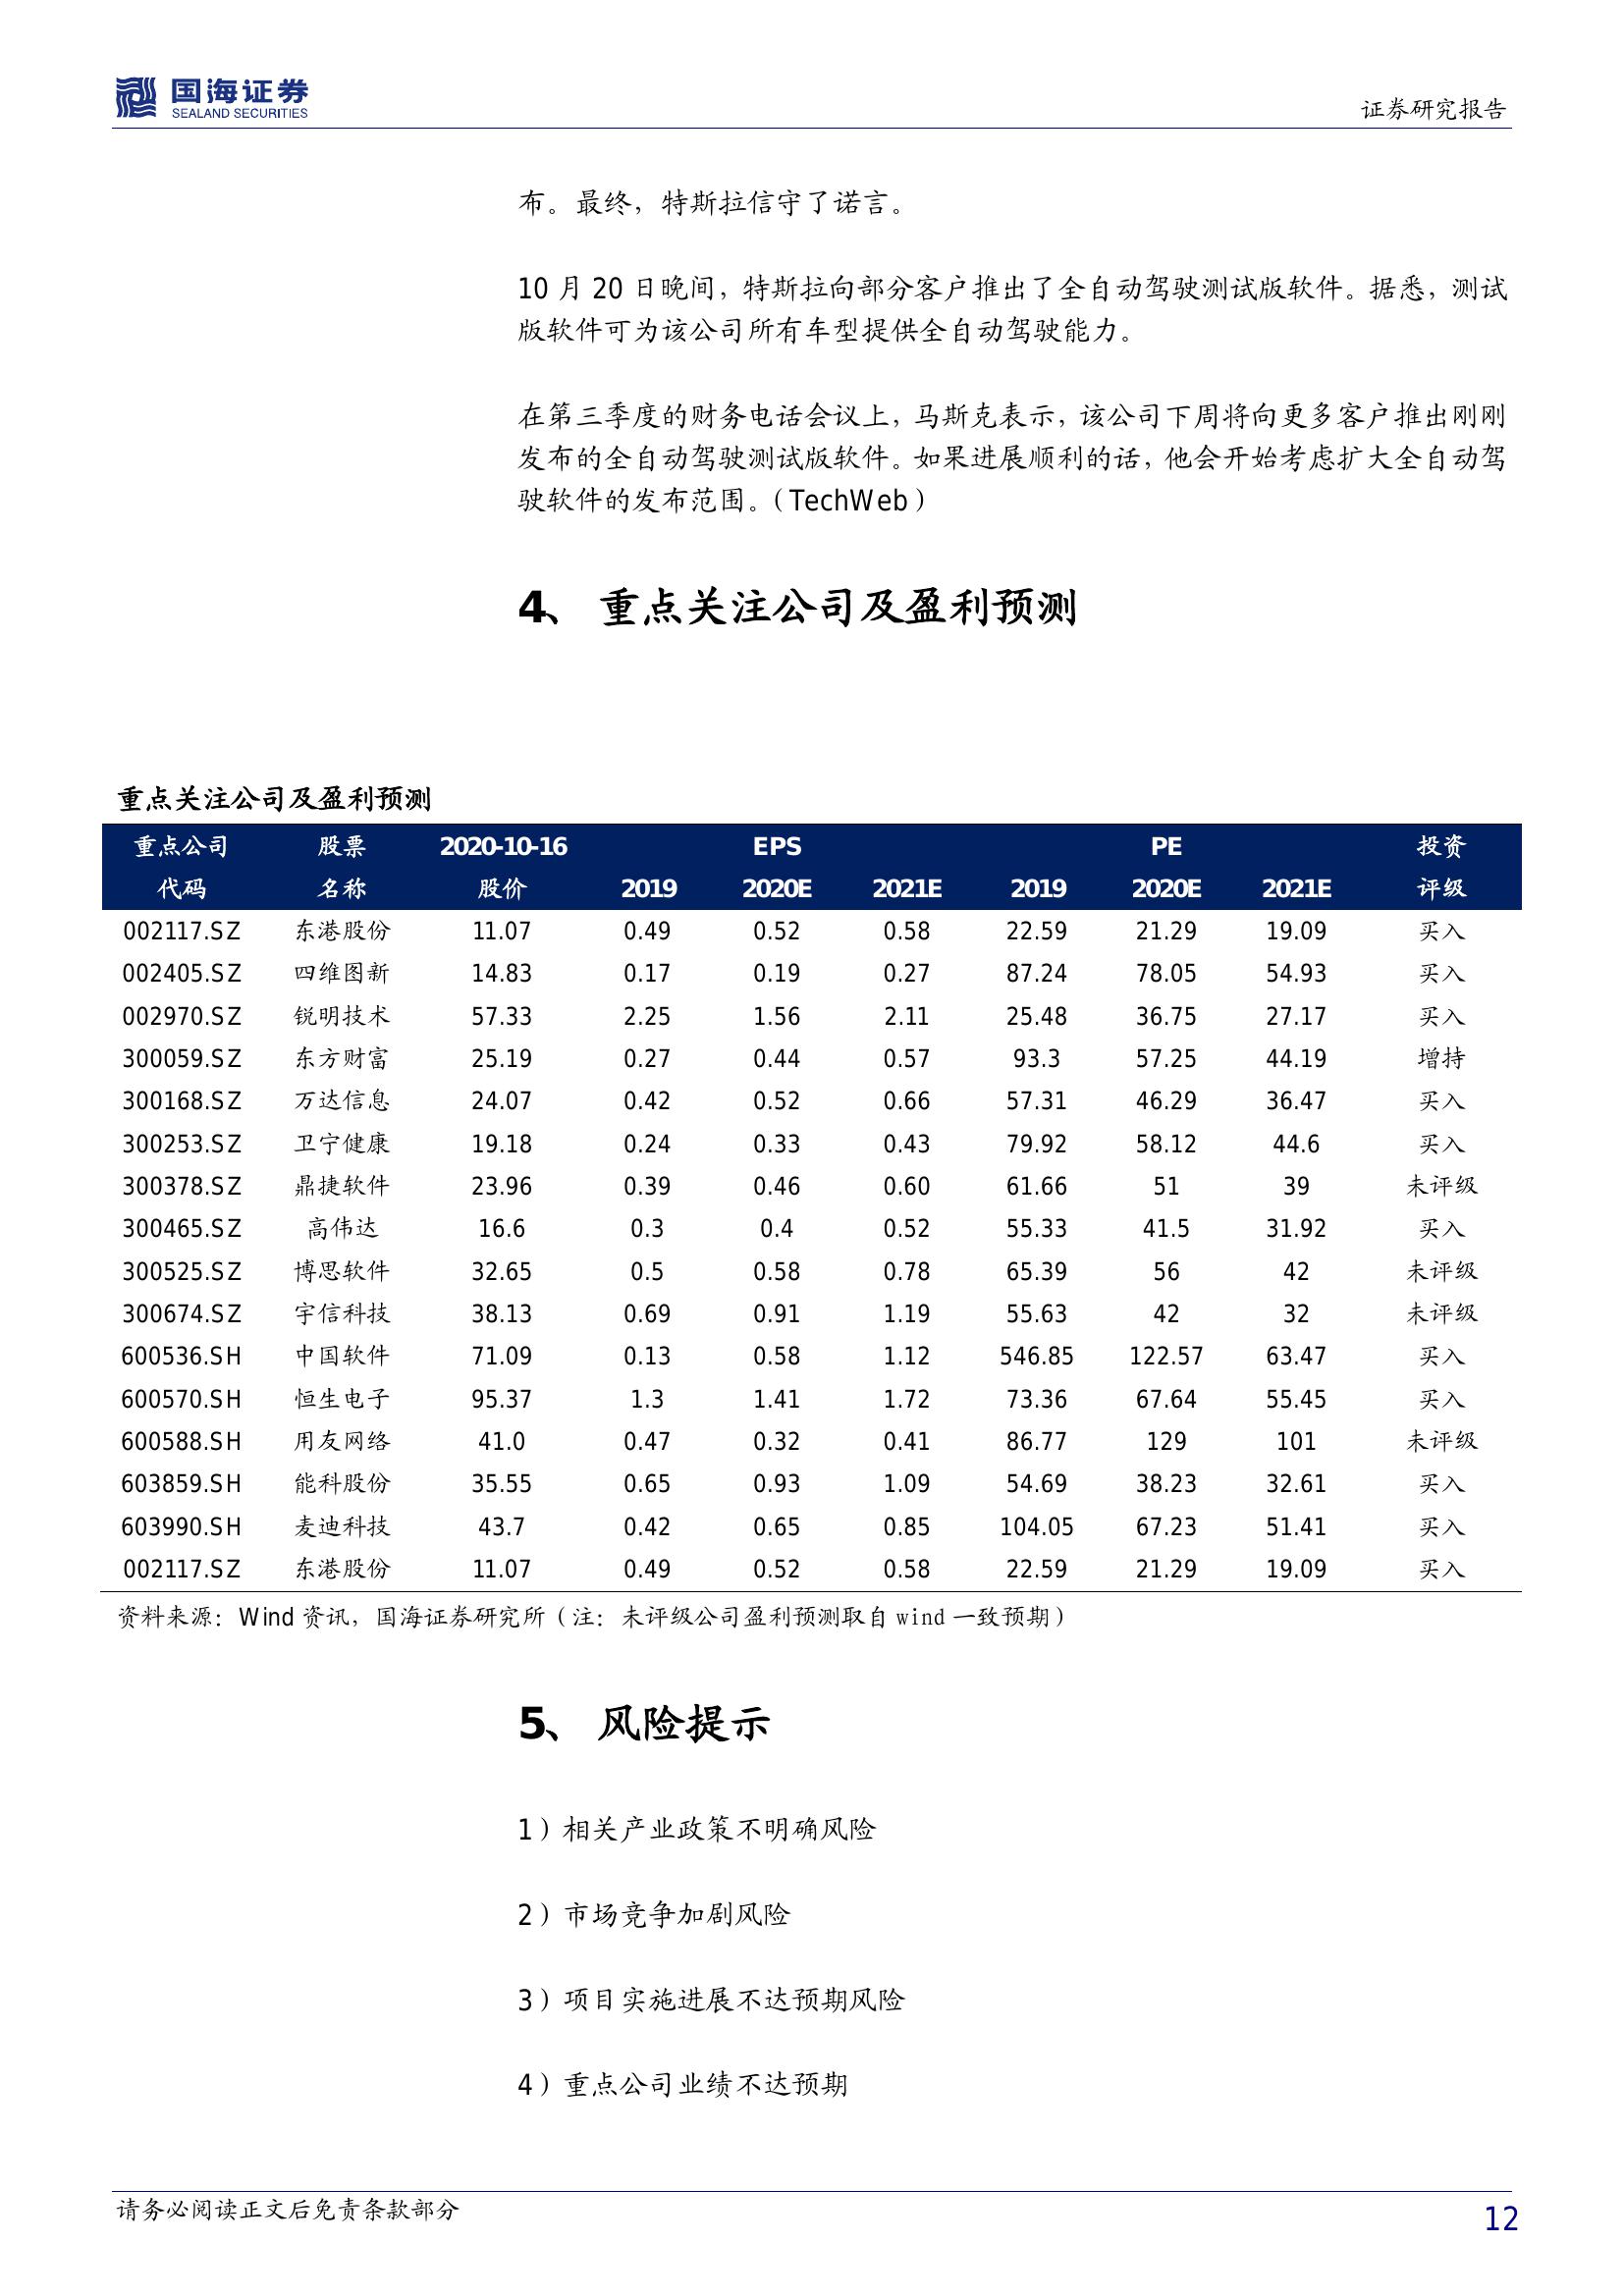 国海证券
SEALAND SECURITIES
证券研究报告
布。最终，特斯拉信守了诺言。
10 月 20 日晚间，特斯拉向部分客户推出了全自动驾驶测试版软件。据悉，测试
版软件可为该公司所有车型提供全自动驾驶能力。
在第三季度的财务电话会议上，马斯克表示，该公司下周将向更多客户推出刚刚
发布的全自动驾驶测试版软件。如果进展顺利的话，他会开始考虑扩大全自动驾
驶软件的发布范围。（TechWeb）
4、 重点关注公司及盈利预测
重点关注公司及盈利预测
重点公司 股票 2020-10-16 EPS PE 投资
代码 名称 股价 2019 2020E 2021E 2019 2020E 2021E 评级
002117.SZ 东港股份 11.07 0.49 0.52 0.58 22.59 21.29 19.09 买入
002405.SZ 四维图新 14.83 0.17 0.19 0.27 87.24 78.05 54.93 买入
002970.SZ 锐明技术 57.33 2.25 1.56 2.11 25.48 36.75 27.17 买入
300059.SZ 东方财富 25.19 0.27 0.44 0.57 93.3 57.25 44.19 增持
300168.SZ 万达信息 24.07 0.42 0.52 0.66 57.31 46.29 36.47 买入
300253.SZ 卫宁健康 19.18 0.24 0.33 0.43 79.92 58.12 44.6 买入
300378.SZ 鼎捷软件 23.96 0.39 0.46 0.60 61.66 51 39 未评级
300465.SZ 高伟达 16.6 0.3 0.4 0.52 55.33 41.5 31.92 买入
300525.SZ 博思软件 32.65 0.5 0.58 0.78 65.39 56 42 未评级
300674.SZ 宇信科技 38.13 0.69 0.91 1.19 55.63 42 32 未评级
600536.SH 中国软件 71.09 0.13 0.58 1.12 546.85 122.57 63.47 买入
600570.SH 恒生电子 95.37 1.3 1.41 1.72 73.36 67.64 55.45 买入
600588.SH 用友网络 41.0 0.47 0.32 0.41 86.77 129 101 未评级
603859.SH 能科股份 35.55 0.65 0.93 1.09 54.69 38.23 32.61 买入
603990.SH 麦迪科技 43.7 0.42 0.65 0.85 104.05 67.23 51.41 买入
002117.SZ 东港股份 11.07 0.49 0.52 0.58 22.59 21.29 19.09 买入
资料来源：Wind 资讯，国海证券研究所（注：未评级公司盈利预测取自 wind 一致预期）
5、 风险提示
1）相关产业政策不明确风险
2）市场竞争加剧风险
3）项目实施进展不达预期风险
4）重点公司业绩不达预期
请务必阅读正文后免责条款部分
12